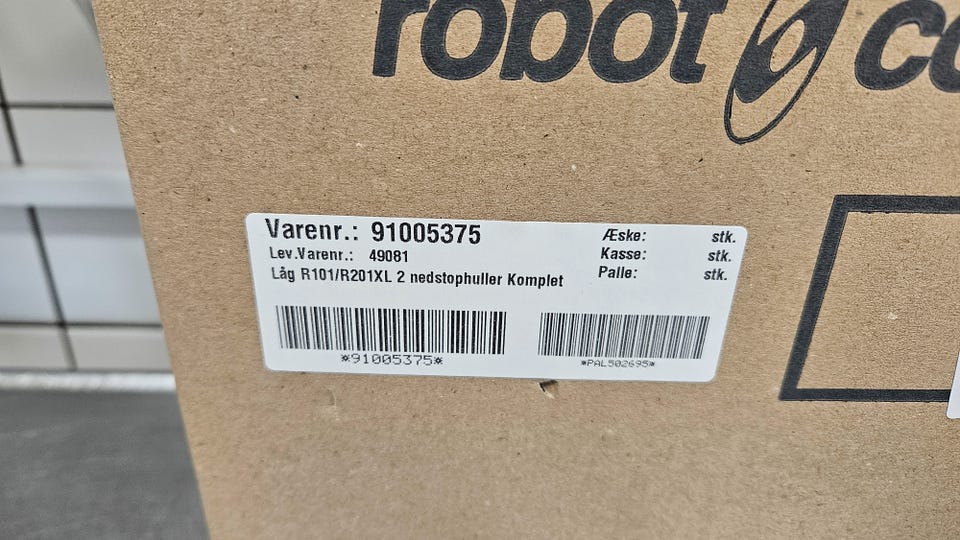 robot co
Varenr.: 91005375
Lev.Varenr.: 49081
Låg R101/R201XL 2 nedstophuller Komplet
Æske: stk.
Kasse: stk.
Palle: stk.
*91005375*
*PAL502695*